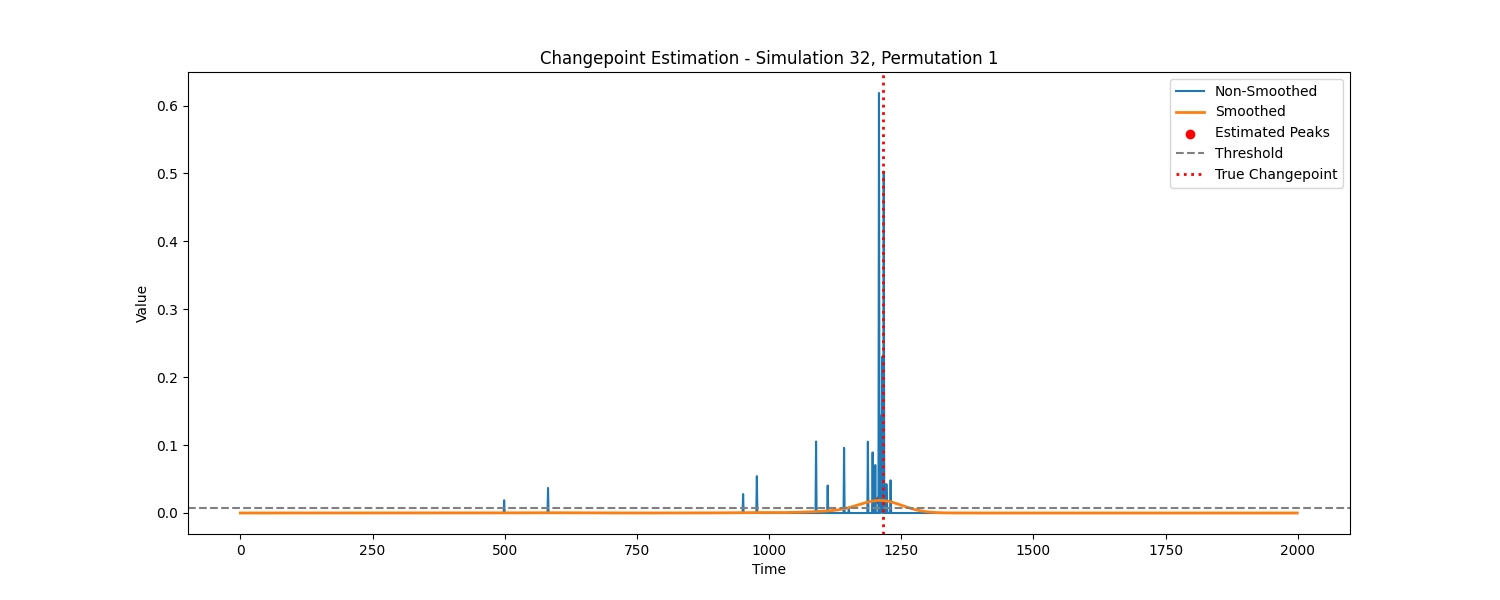 Changepoint Estimation - Simulation 32, Permutation 1
Non-Smoothed
Smoothed
Estimated Peaks
Threshold
True Changepoint
Value
0.6
0.5
0.4
0.3
0.2
0.1
0.0
0
250
500
750
1000
1250
1500
1750
2000
Time